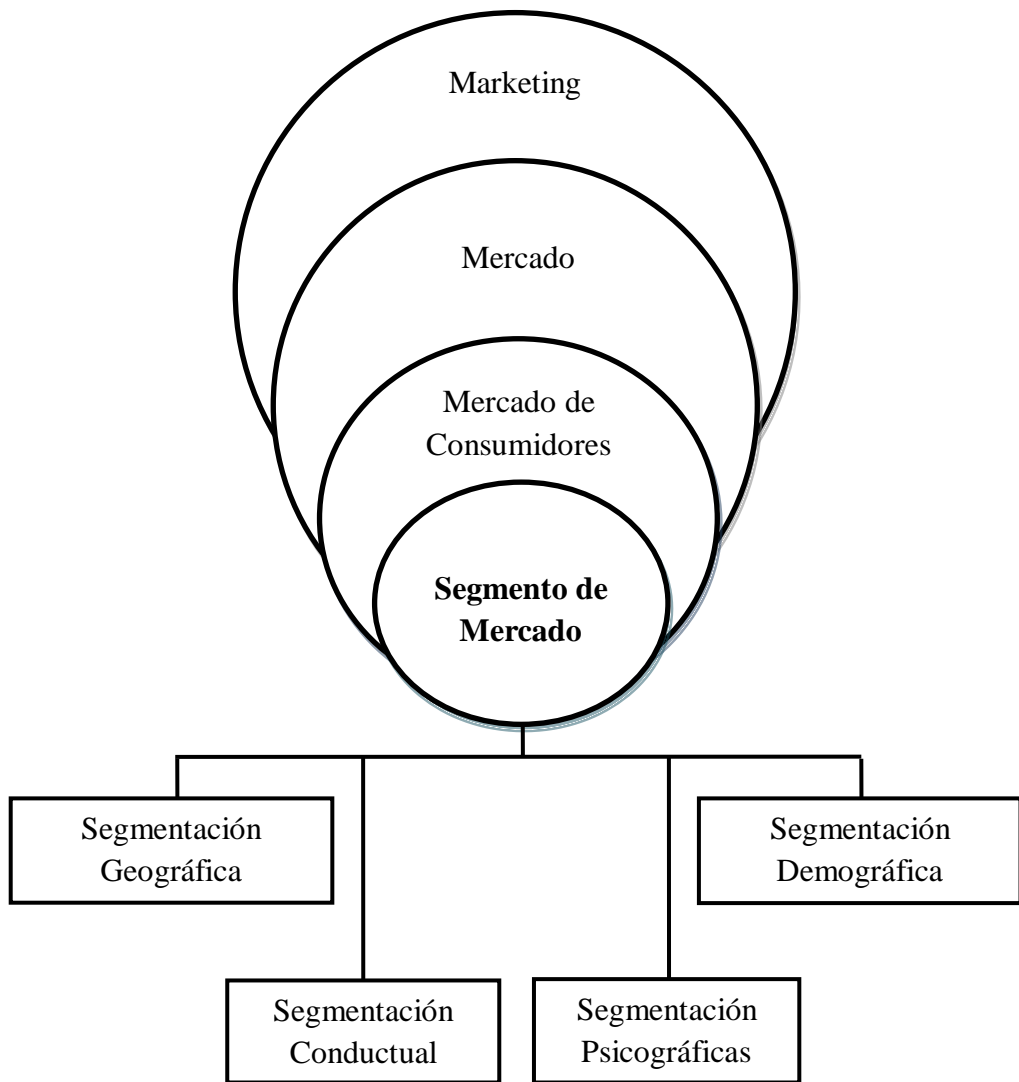 Marketing
Mercado
Mercado de
Consumidores
Segmento de
Mercado
Segmentación
Geográfica
Segmentación
Demográfica
Segmentación
Conductual
Segmentación
Psicográficas